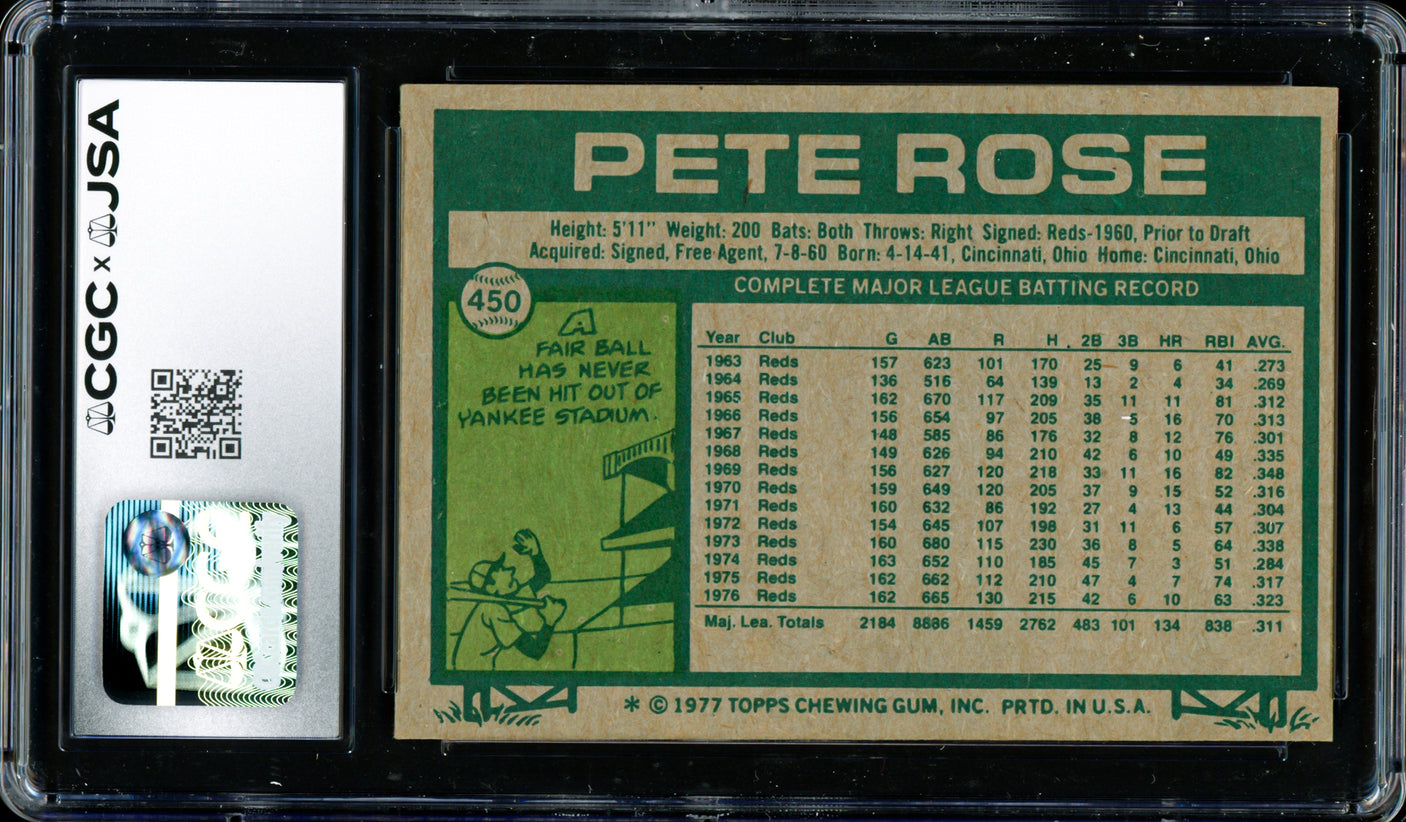 CGC x JSA
PETE ROSE
Height: 5'11" Weight: 200 Bats: Both Throws: Right Signed: Reds-1960, Prior to Draft
Acquired: Signed, Free Agent, 7-8-60 Born: 4-14-41, Cincinnati, Ohio Home: Cincinnati, Ohio
450
COMPLETE MAJOR LEAGUE BATTING RECORD
A
FAIR BALL
HAS NEVER
BEEN HIT OUT OF
YANKEE STADIUM.
Year Club G AB R H 2B 3B HR RBI AVG.
1963 Reds 157 623 101 170 25 9 6 41 .273
1964 Reds 136 516 64 139 13 2 4 34 .269
1965 Reds 162 670 117 209 35 11 11 81 .312
1966 Reds 156 654 97 205 38 5 16 70 .313
1967 Reds 148 585 86 176 32 8 12 76 .301
1968 Reds 149 626 94 210 42 6 10 49 .335
1969 Reds 156 627 120 218 33 11 16 82 .348
1970 Reds 159 649 120 205 37 9 15 52 .316
1971 Reds 160 632 86 192 27 4 13 44 .304
1972 Reds 154 645 107 198 31 11 6 57 .307
1973 Reds 160 680 115 230 36 8 5 64 .338
1974 Reds 163 652 110 185 45 7 3 51 .284
1975 Reds 162 662 112 210 47 4 7 74 .317
1976 Reds 162 665 130 215 42 6 10 63 .323
Maj. Lea. Totals 2184 8886 1459 2762 483 101 134 838 .311
* © 1977 TOPPS CHEWING GUM, INC. PRTD. IN U.S.A.